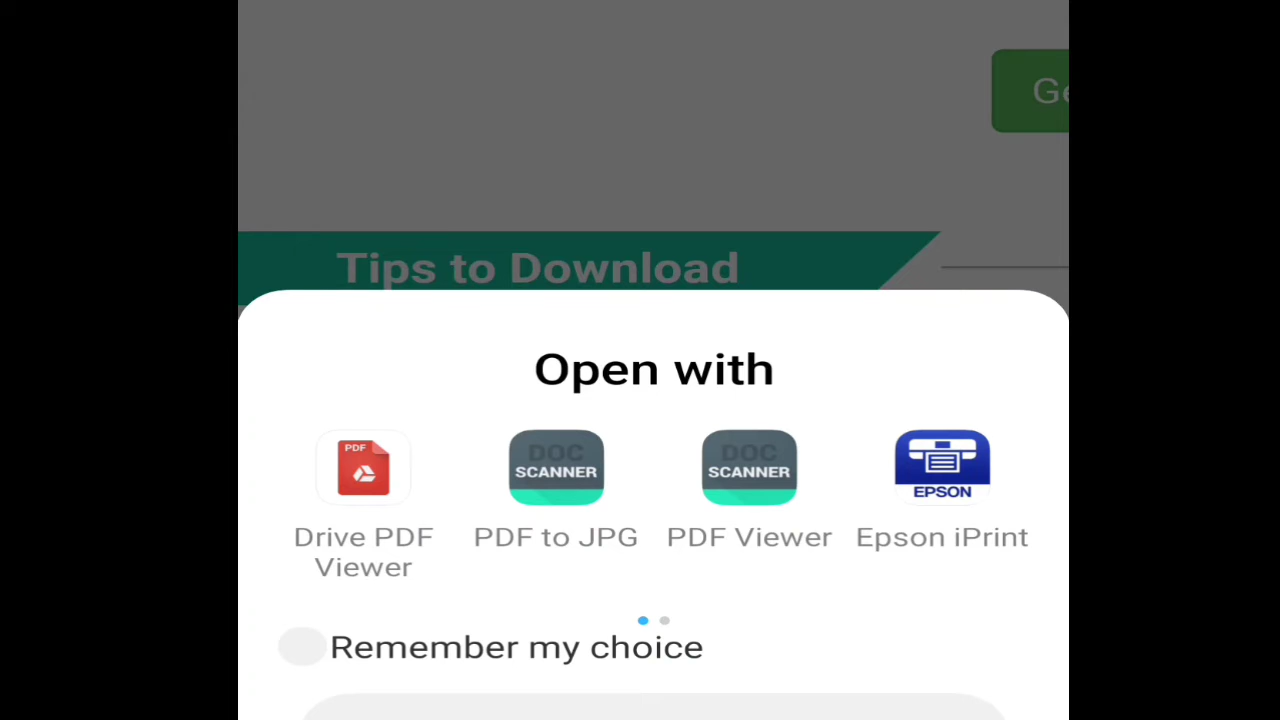 Ge
Tips to Download
Open with
PDF
DOC
SCANNER
DOC
SCANNER
EPSON
Drive PDF
Viewer
PDF to JPG
PDF Viewer
Epson iPrint
Remember my choice